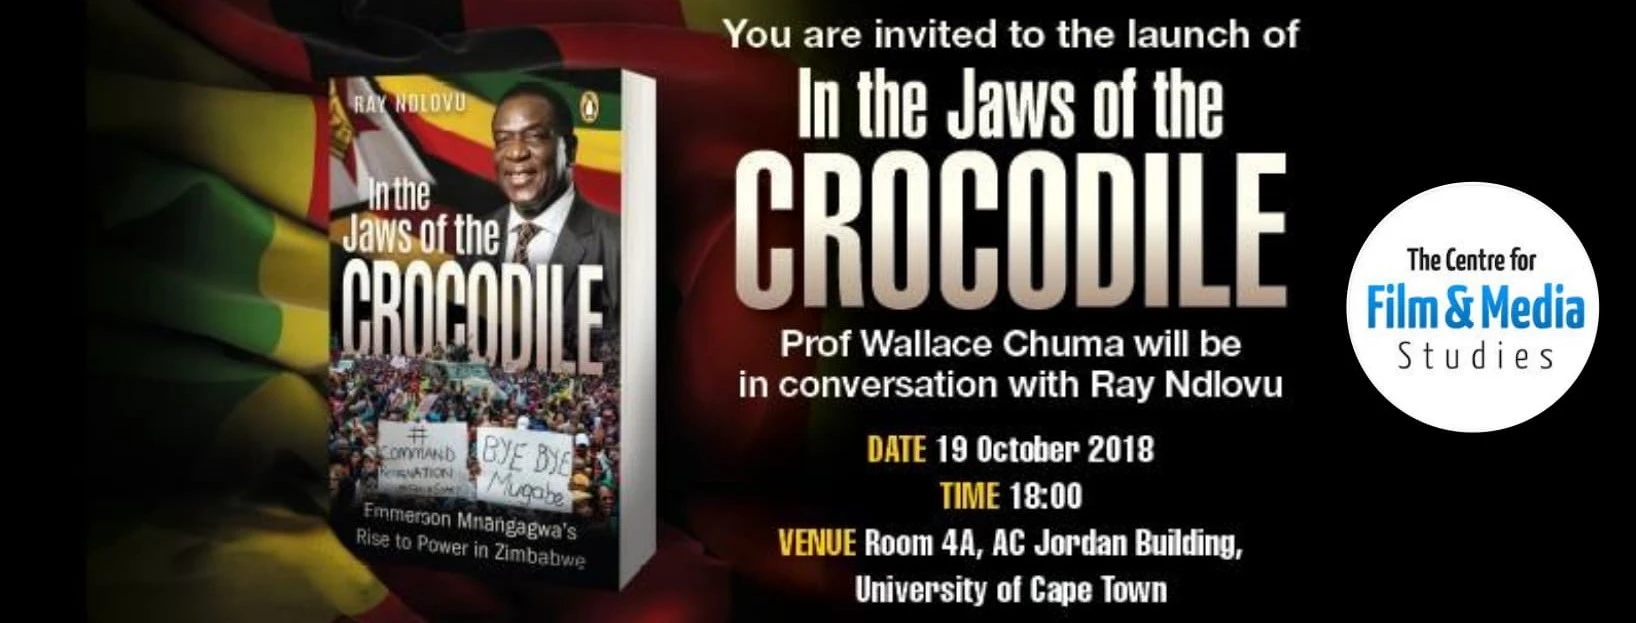 RAY NDLOVU
In the
Jaws of the
CROCODILE
#
COMMAND
BYE BYE
Mugabe
Emmerson Mnangagwa's
Rise to Power in Zimbabwe
You are invited to the launch of
In the Jaws of the
CROCODILE
Prof Wallace Chuma will be
in conversation with Ray Ndlovu
DATE 19 October 2018
TIME 18:00
VENUE Room 4A, AC Jordan Building,
University of Cape Town
The Centre for
Film & Media
Studies